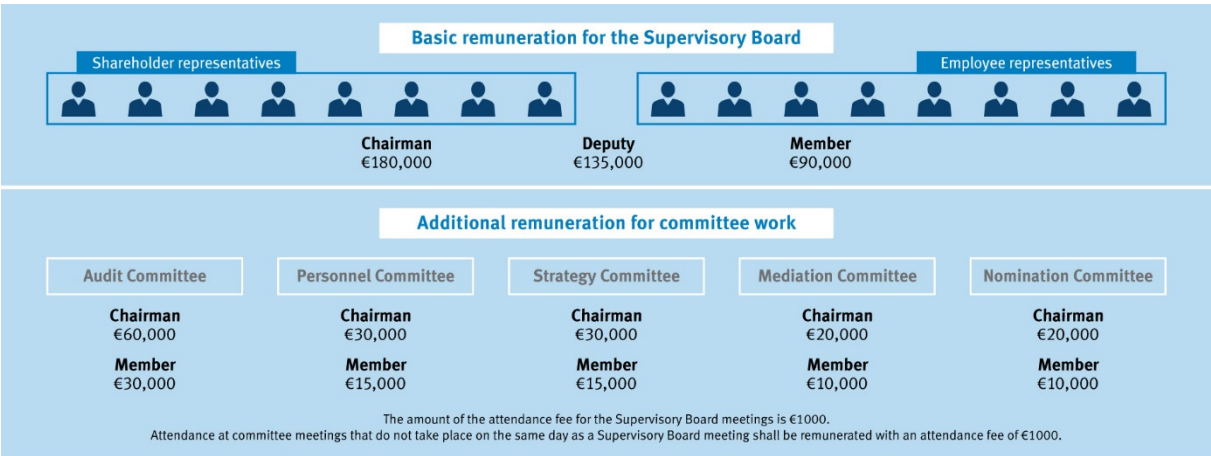 Basic remuneration for the Supervisory Board
Shareholder representatives
Employee representatives
Chairman
€180,000
Deputy
€135,000
Member
€90,000
Additional remuneration for committee work
Audit Committee
Personnel Committee
Strategy Committee
Mediation Committee
Nomination Committee
Chairman
€60,000
Chairman
€30,000
Chairman
€30,000
Chairman
€20,000
Chairman
€20,000
Member
€30,000
Member
€15,000
Member
€15,000
Member
€10,000
Member
€10,000
The amount of the attendance fee for the Supervisory Board meetings is €1000.
Attendance at committee meetings that do not take place on the same day as a Supervisory Board meeting shall be remunerated with an attendance fee of €1000.